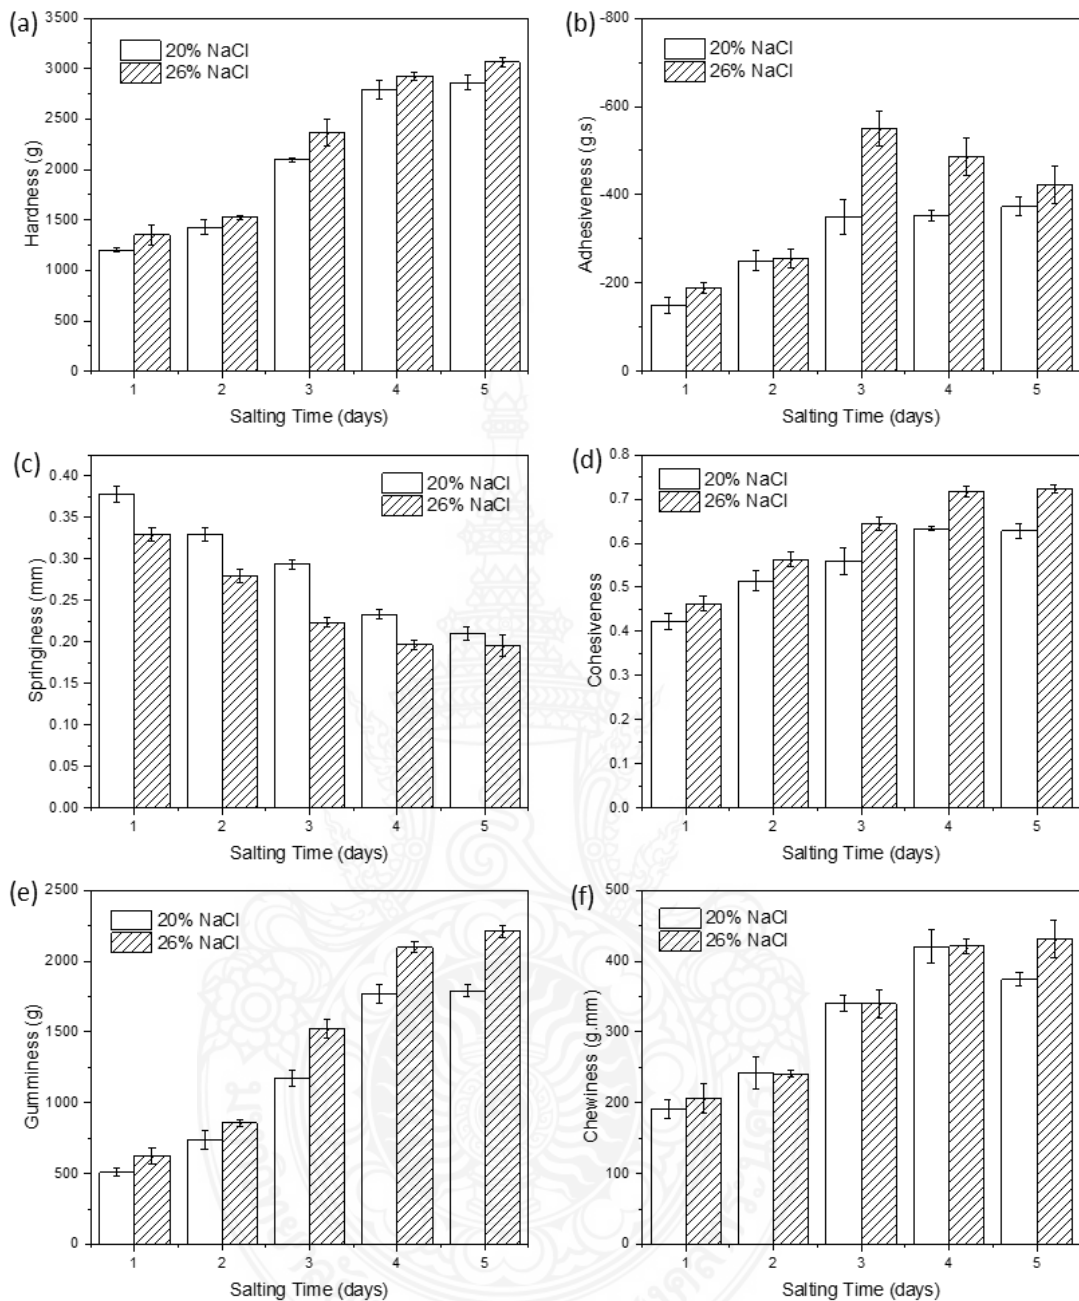 (a)
3500
3000
2500
2000
1500
1000
500
0
Hardness (g)
20% NaCl
26% NaCl
1 2 3 4 5
Salting Time (days)
(b)
-800
-600
-400
-200
0
Adhesiveness (g.s)
20% NaCl
26% NaCl
1 2 3 4 5
Salting Time (days)
(c)
0.40
0.35
0.30
0.25
0.20
0.15
0.10
0.05
0.00
Springiness (mm)
20% NaCl
26% NaCl
1 2 3 4 5
Salting Time (days)
(d)
0.8
0.7
0.6
0.5
0.4
0.3
0.2
0.1
0.0
Cohesiveness
20% NaCl
26% NaCl
1 2 3 4 5
Salting Time (days)
(e)
2500
2000
1500
1000
500
0
Gumminess (g)
20% NaCl
26% NaCl
1 2 3 4 5
Salting Time (days)
(f)
500
400
300
200
100
0
Chewiness (g.mm)
20% NaCl
26% NaCl
1 2 3 4 5
Salting Time (days)